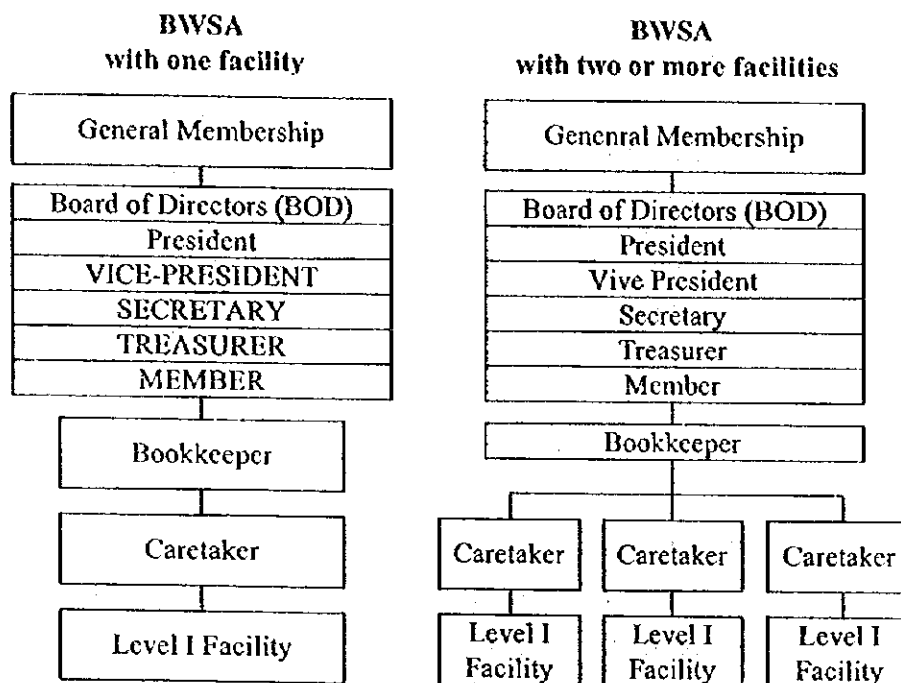 BWSA
with one facility
General Membership
Board of Directors (BOD)
President
VICE-PRESIDENT
SECRETARY
TREASURER
MEMBER
Bookkeeper
Caretaker
Level I Facility
BWSA
with two or more facilities
Genenral Membership
Board of Directors (BOD)
President
Vive President
Secretary
Treasurer
Member
Bookkeeper
Caretaker
Caretaker
Caretaker
Level I
Facility
Level I
Facility
Level I
Facility